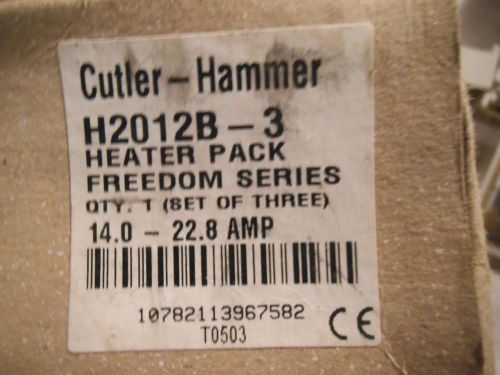 Cutler-Hammer
H2012B-3
HEATER PACK
FREEDOM SERIES
QTY. 1 (SET OF THREE)
14.0 - 22.8 AMP
10782113967582
T0503
CE